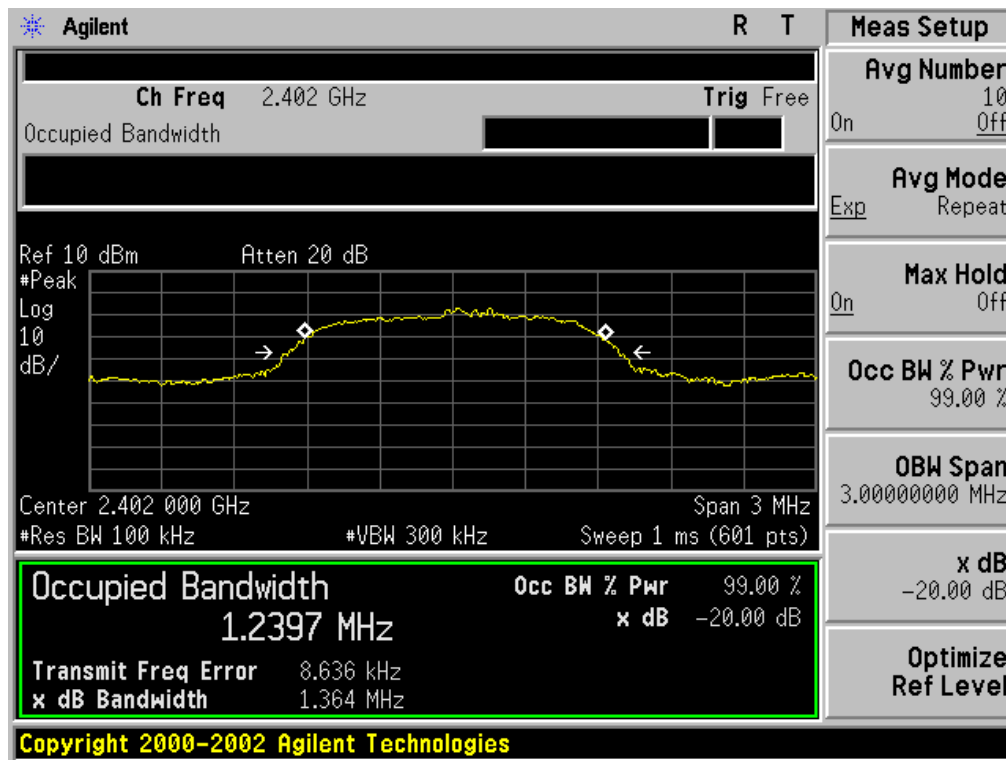 Agilent R T Meas Setup
Avg Number
10
On Off
Ch Freq 2.402 GHz Trig Free
Occupied Bandwidth
Avg Mode
Exp Repeat
Ref 10 dBm Atten 20 dB
#Peak
Log
10
dB/
Max Hold
On Off
Occ BW % Pwr
99.00 %
OBW Span
3.00000000 MHz
Center 2.402 000 GHz Span 3 MHz
#Res BW 100 kHz #VBW 300 kHz Sweep 1 ms (601 pts)
x dB
-20.00 dB
Occupied Bandwidth Occ BW % Pwr 99.00 %
1.2397 MHz x dB -20.00 dB
Transmit Freq Error 8.636 kHz
x dB Bandwidth 1.364 MHz
Optimize
Ref Level
Copyright 2000-2002 Agilent Technologies